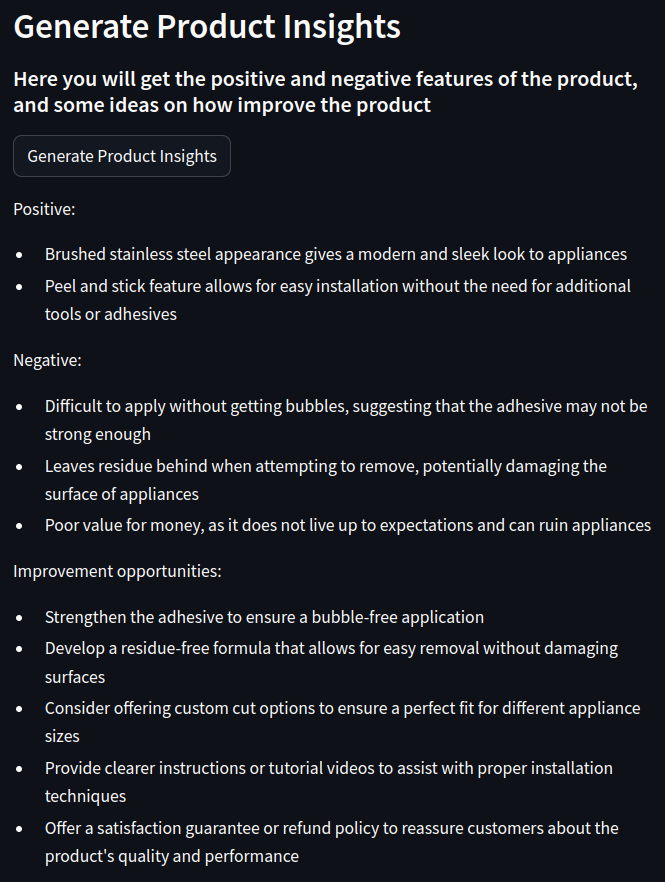 Generate Product Insights
Here you will get the positive and negative features of the product,
and some ideas on how improve the product
Generate Product Insights
Positive:
• Brushed stainless steel appearance gives a modern and sleek look to appliances
• Peel and stick feature allows for easy installation without the need for additional
tools or adhesives
Negative:
• Difficult to apply without getting bubbles, suggesting that the adhesive may not be
strong enough
• Leaves residue behind when attempting to remove, potentially damaging the
surface of appliances
• Poor value for money, as it does not live up to expectations and can ruin appliances
Improvement opportunities:
• Strengthen the adhesive to ensure a bubble-free application
• Develop a residue-free formula that allows for easy removal without damaging
surfaces
• Consider offering custom cut options to ensure a perfect fit for different appliance
sizes
• Provide clearer instructions or tutorial videos to assist with proper installation
techniques
• Offer a satisfaction guarantee or refund policy to reassure customers about the
product's quality and performance